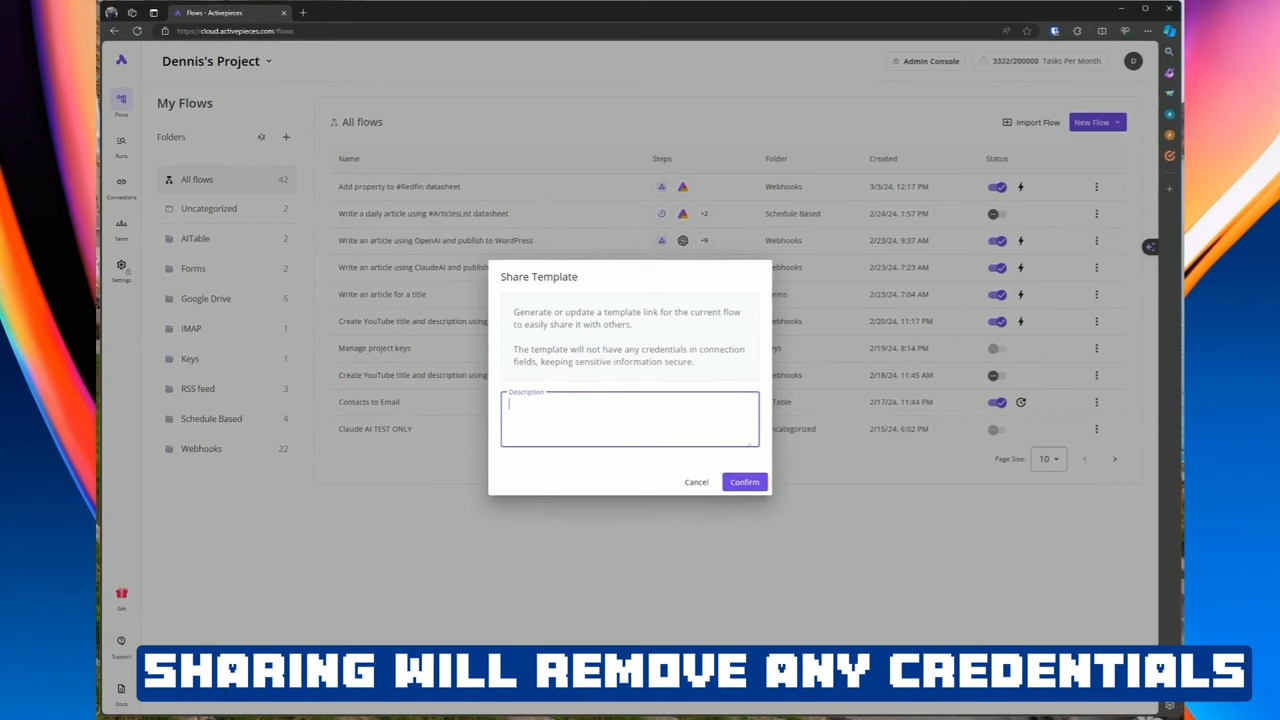 Flows - Activepieces
https://cloud.activepieces.com/flows
Dennis's Project
Admin Console
3322/200000 Tasks Per Month
D
Flows
Runs
Connections
Team
Settings
Gift
Support
Docs
My Flows
Folders
All flows 42
Uncategorized 2
AITable 2
Forms 2
Google Drive 5
IMAP 1
Keys 1
RSS feed 3
Schedule Based 4
Webhooks 22
All flows
Import Flow
New Flow
Name Steps Folder Created Status
Add property to #Redfin datasheet Webhooks 3/3/24, 12:17 PM
Write a daily article using #ArticlesList datasheet +2 Schedule Based 2/24/24, 1:57 PM
Write an article using OpenAI and publish to WordPress +9 Webhooks 2/23/24, 9:37 AM
Write an article using ClaudeAI and publish Webhooks 2/23/24, 7:23 AM
Write an article for a title orms 2/23/24, 7:04 AM
Create YouTube title and description using Webhooks 2/20/24, 11:17 PM
Manage project keys eys 2/19/24, 8:14 PM
Create YouTube title and description using Webhooks 2/18/24, 11:45 AM
Contacts to Email Table 2/17/24, 11:44 PM
Claude AI TEST ONLY ncategorized 2/15/24, 6:02 PM
Page Size: 10
Share Template
Generate or update a template link for the current flow
to easily share it with others.
The template will not have any credentials in connection
fields, keeping sensitive information secure.
Description
Cancel
Confirm
SHARING WILL REMOVE ANY CREDENTIALS